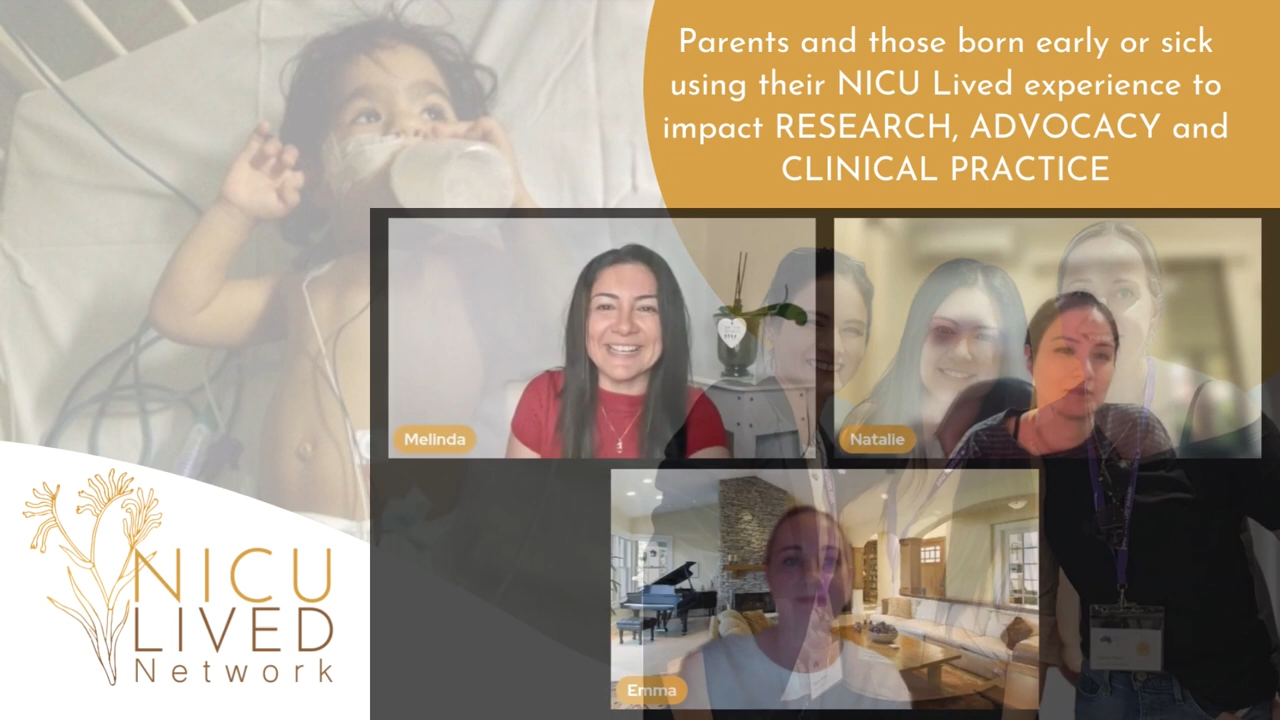 Parents and those born early or sick
using their NICU Lived experience to
impact RESEARCH, ADVOCACY and
CLINICAL PRACTICE
Melinda
Natalie
Emma
NICU
LIVED
Network